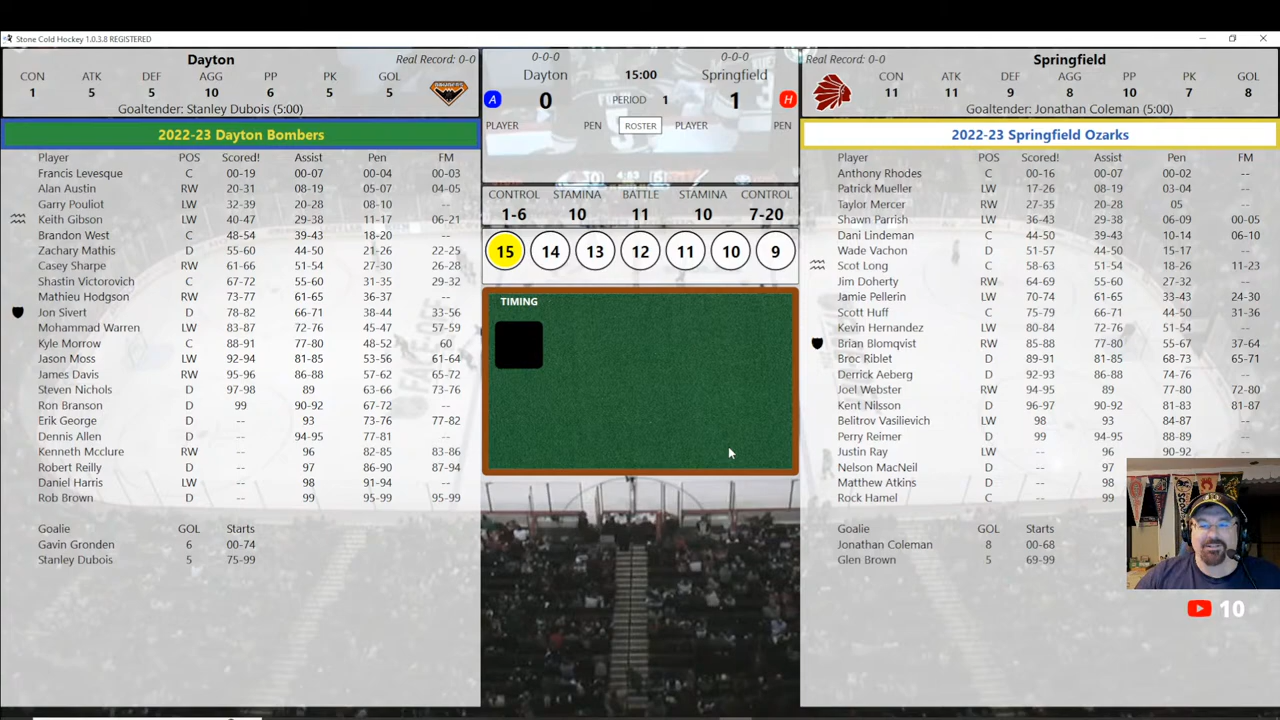 Stone Cold Hockey 1.0.3.8 REGISTERED
Dayton
Real Record: 0-0
CON ATK DEF AGG PP PK GOL
1 5 5 10 6 5 5
Goaltender: Stanley Dubois (5:00)
2022-23 Dayton Bombers
Player POS Scored! Assist Pen FM
Francis Levesque C 00-19 00-07 00-04 00-03
Alan Austin RW 20-31 08-19 05-07 04-05
Garry Pouliot LW 32-39 20-28 08-10 --
Keith Gibson LW 40-47 29-38 11-17 06-21
Brandon West C 48-54 39-43 18-20 --
Zachary Mathis D 55-60 44-50 21-26 22-25
Casey Sharpe RW 61-66 51-54 27-30 26-28
Shastin Victorovich C 67-72 55-60 31-35 29-32
Mathieu Hodgson RW 73-77 61-65 36-37 --
Jon Sivert D 78-82 66-71 38-44 33-56
Mohammad Warren LW 83-87 72-76 45-47 57-59
Kyle Morrow C 88-91 77-80 48-52 60
Jason Moss LW 92-94 81-85 53-56 61-64
James Davis RW 95-96 86-88 57-62 65-72
Steven Nichols D 97-98 89 63-66 73-76
Ron Branson D 99 90-92 67-72 --
Erik George D -- 93 73-76 77-82
Dennis Allen D -- 94-95 77-81 --
Kenneth Mcclure RW -- 96 82-85 83-86
Robert Reilly D -- 97 86-90 87-94
Daniel Harris LW -- 98 91-94 --
Rob Brown D -- 99 95-99 95-99
Goalie GOL Starts
Gavin Gronden 6 00-74
Stanley Dubois 5 75-99
0-0-0 0-0-0
Dayton 15:00 Springfield
A 0 PERIOD 1 1 H
PLAYER PEN ROSTER PLAYER PEN
CONTROL STAMINA BATTLE STAMINA CONTROL
1-6 10 11 10 7-20
15 14 13 12 11 10 9
TIMING
Real Record: 0-0
Springfield
CON ATK DEF AGG PP PK GOL
11 11 9 8 10 7 8
Goaltender: Jonathan Coleman (5:00)
2022-23 Springfield Ozarks
Player POS Scored! Assist Pen FM
Anthony Rhodes C 00-16 00-07 00-02 --
Patrick Mueller LW 17-26 08-19 03-04 --
Taylor Mercer RW 27-35 20-28 05 --
Shawn Parrish LW 36-43 29-38 06-09 00-05
Dani Lindeman C 44-50 39-43 10-14 06-10
Wade Vachon D 51-57 44-50 15-17 --
Scot Long C 58-63 51-54 18-26 11-23
Jim Doherty RW 64-69 55-60 27-32 --
Jamie Pellerin LW 70-74 61-65 33-43 24-30
Scott Huff C 75-79 66-71 44-50 31-36
Kevin Hernandez LW 80-84 72-76 51-54 --
Brian Blomqvist RW 85-88 77-80 55-67 37-64
Broc Riblet D 89-91 81-85 68-73 65-71
Derrick Aeberg D 92-93 86-88 74-76 --
Joel Webster RW 94-95 89 77-80 72-80
Kent Nilsson D 96-97 90-92 81-83 81-87
Belitrov Vasilievich LW 98 93 84-87
Perry Reimer D 99 94-95 88-89 --
Justin Ray LW -- 96 90-92
Nelson MacNeil D -- 97
Matthew Atkins D -- 98
Rock Hamel C -- 99
Goalie GOL Starts
Jonathan Coleman 8 00-68
Glen Brown 5 69-99
10